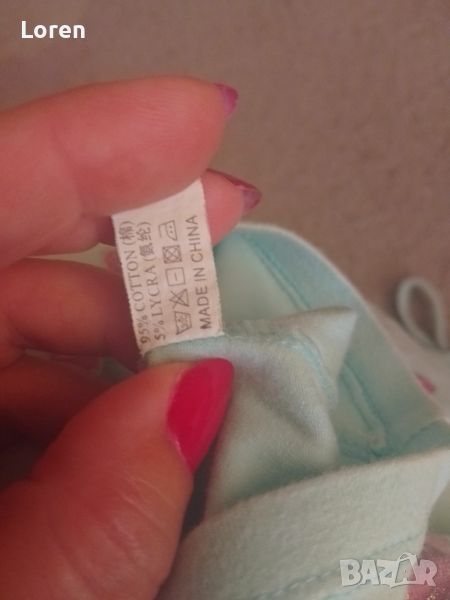 Loren
95% COTTON (棉)
5% LYCRA (氨纶)
MADE IN CHINA
BAZAR